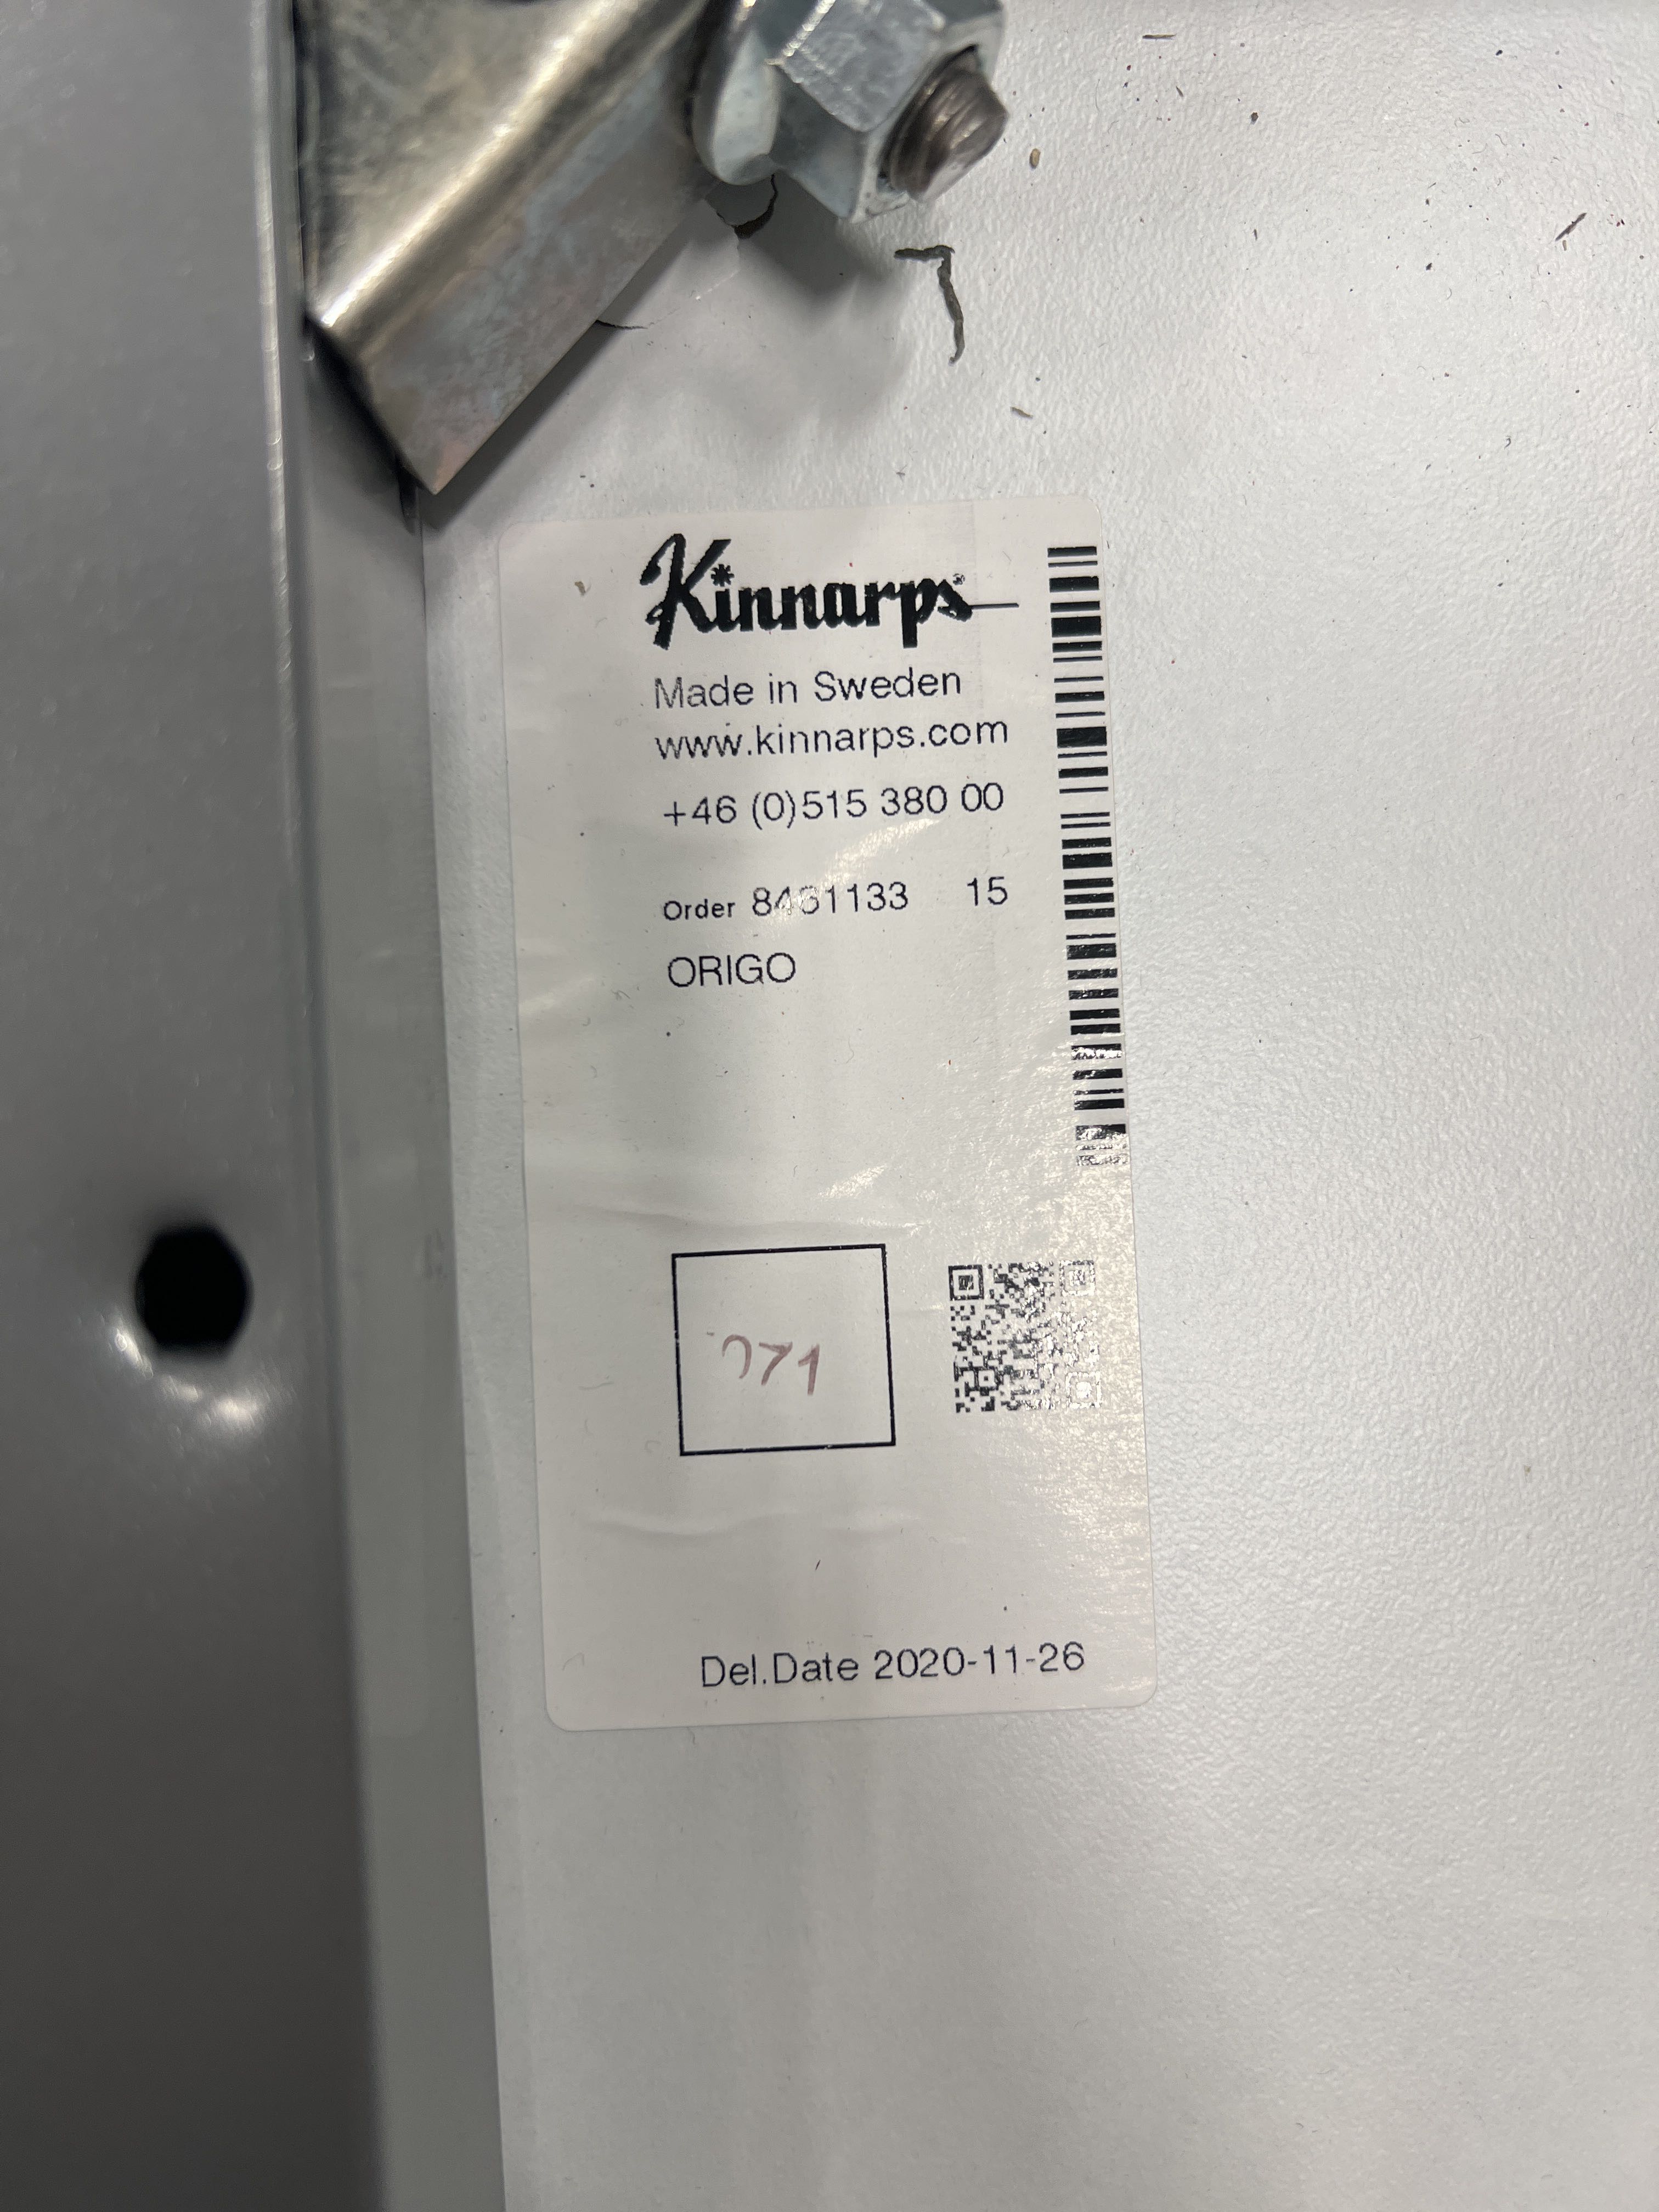 Kinnarps
Made in Sweden
www.kinnarps.com
+46 (0)515 380 00
Order 15
ORIGO
Del.Date 2020-11-26